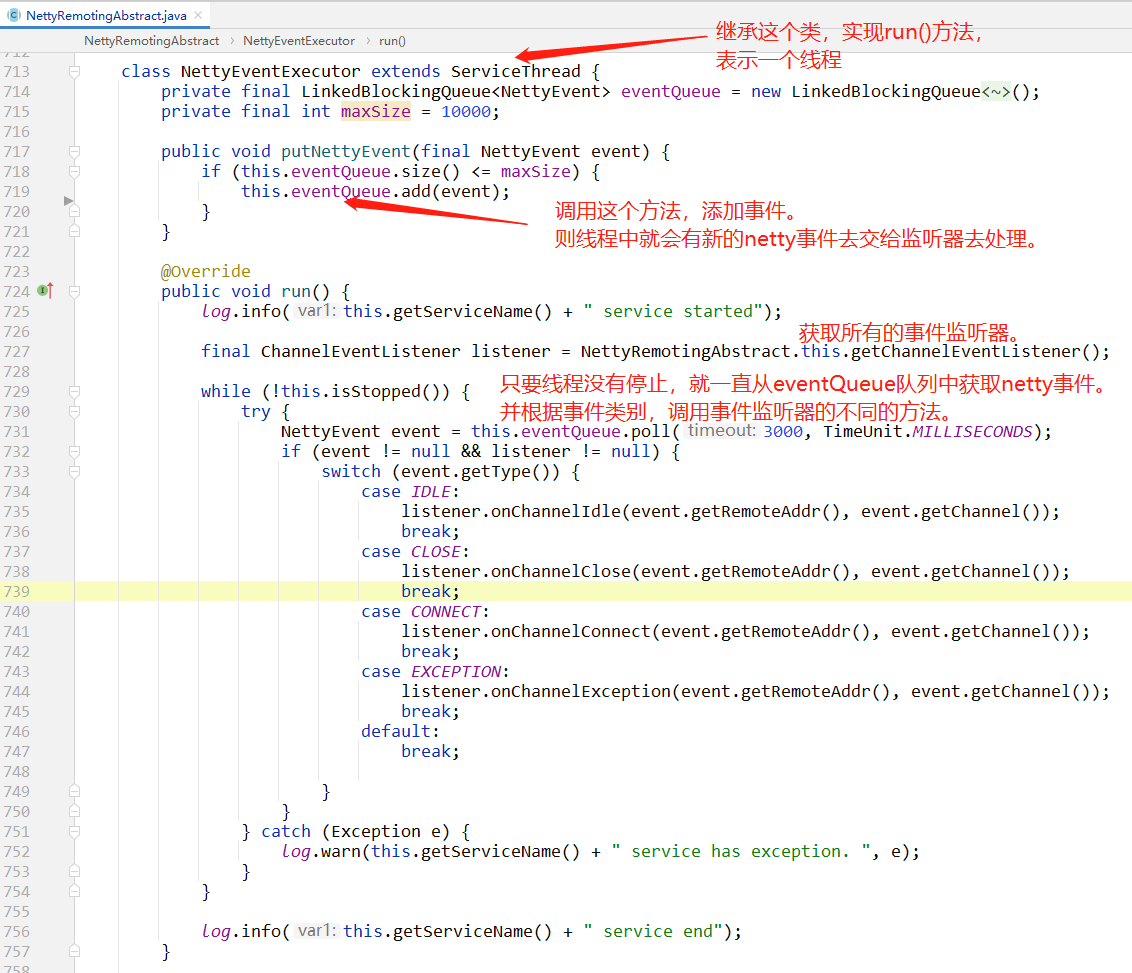 NettyRemotingAbstract.java ×
NettyRemotingAbstract › NettyEventExecutor › run()
继承这个类，实现run()方法，
表示一个线程
712
713 class NettyEventExecutor extends ServiceThread {
714 private final LinkedBlockingQueue<NettyEvent> eventQueue = new LinkedBlockingQueue<~>();
715 private final int maxSize = 10000;
716
717 public void putNettyEvent(final NettyEvent event) {
718 if (this.eventQueue.size() <= maxSize) {
719 this.eventQueue.add(event);
720 }
调用这个方法，添加事件。
721 }
则线程中就会有新的netty事件去交给监听器去处理。
722
723 @Override
724 public void run() {
725 log.info( var1: this.getServiceName() + " service started");
726
获取所有的事件监听器。
727 final ChannelEventListener listener = NettyRemotingAbstract.this.getChannelEventListener();
728
729 while (!this.isStopped()) {
只要线程没有停止，就一直从eventQueue队列中获取netty事件。
730 try {
并根据事件类别，调用事件监听器的不同的方法。
731 NettyEvent event = this.eventQueue.poll( timeout: 3000, TimeUnit.MILLISECONDS);
732 if (event != null && listener != null) {
733 switch (event.getType()) {
734 case IDLE:
735 listener.onChannelIdle(event.getRemoteAddr(), event.getChannel());
736 break;
737 case CLOSE:
738 listener.onChannelClose(event.getRemoteAddr(), event.getChannel());
739 break;
740 case CONNECT:
741 listener.onChannelConnect(event.getRemoteAddr(), event.getChannel());
742 break;
743 case EXCEPTION:
744 listener.onChannelException(event.getRemoteAddr(), event.getChannel());
745 break;
746 default:
747 break;
748
749 }
750 }
751 } catch (Exception e) {
752 log.warn(this.getServiceName() + " service has exception. ", e);
753 }
754 }
755
756 log.info( var1: this.getServiceName() + " service end");
757 }
758